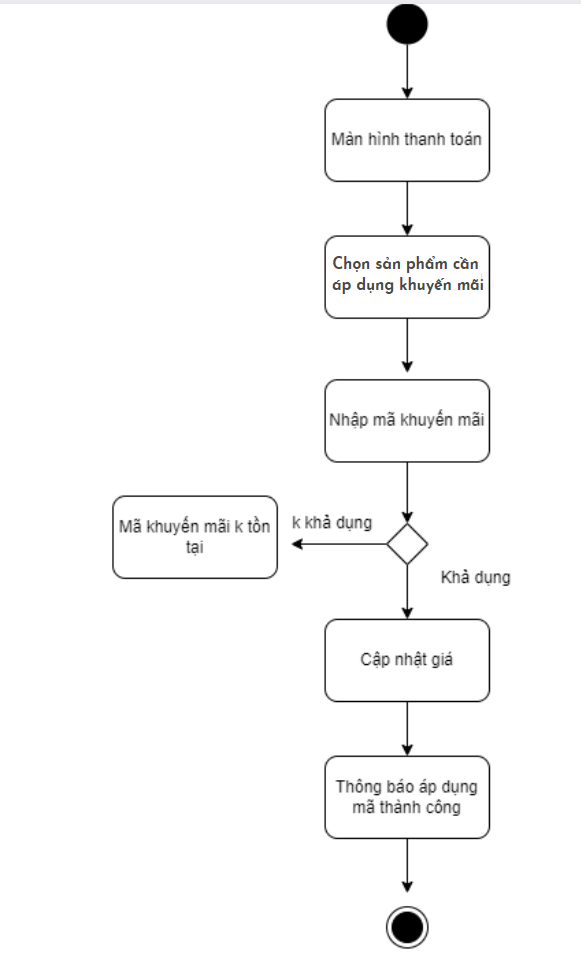 Màn hình thanh toán
Chọn sản phẩm cần
áp dụng khuyến mãi
Nhập mã khuyến mãi
k khả dụng
Mã khuyến mãi k tồn
tại
Khả dụng
Cập nhật giá
Thông báo áp dụng
mã thành công